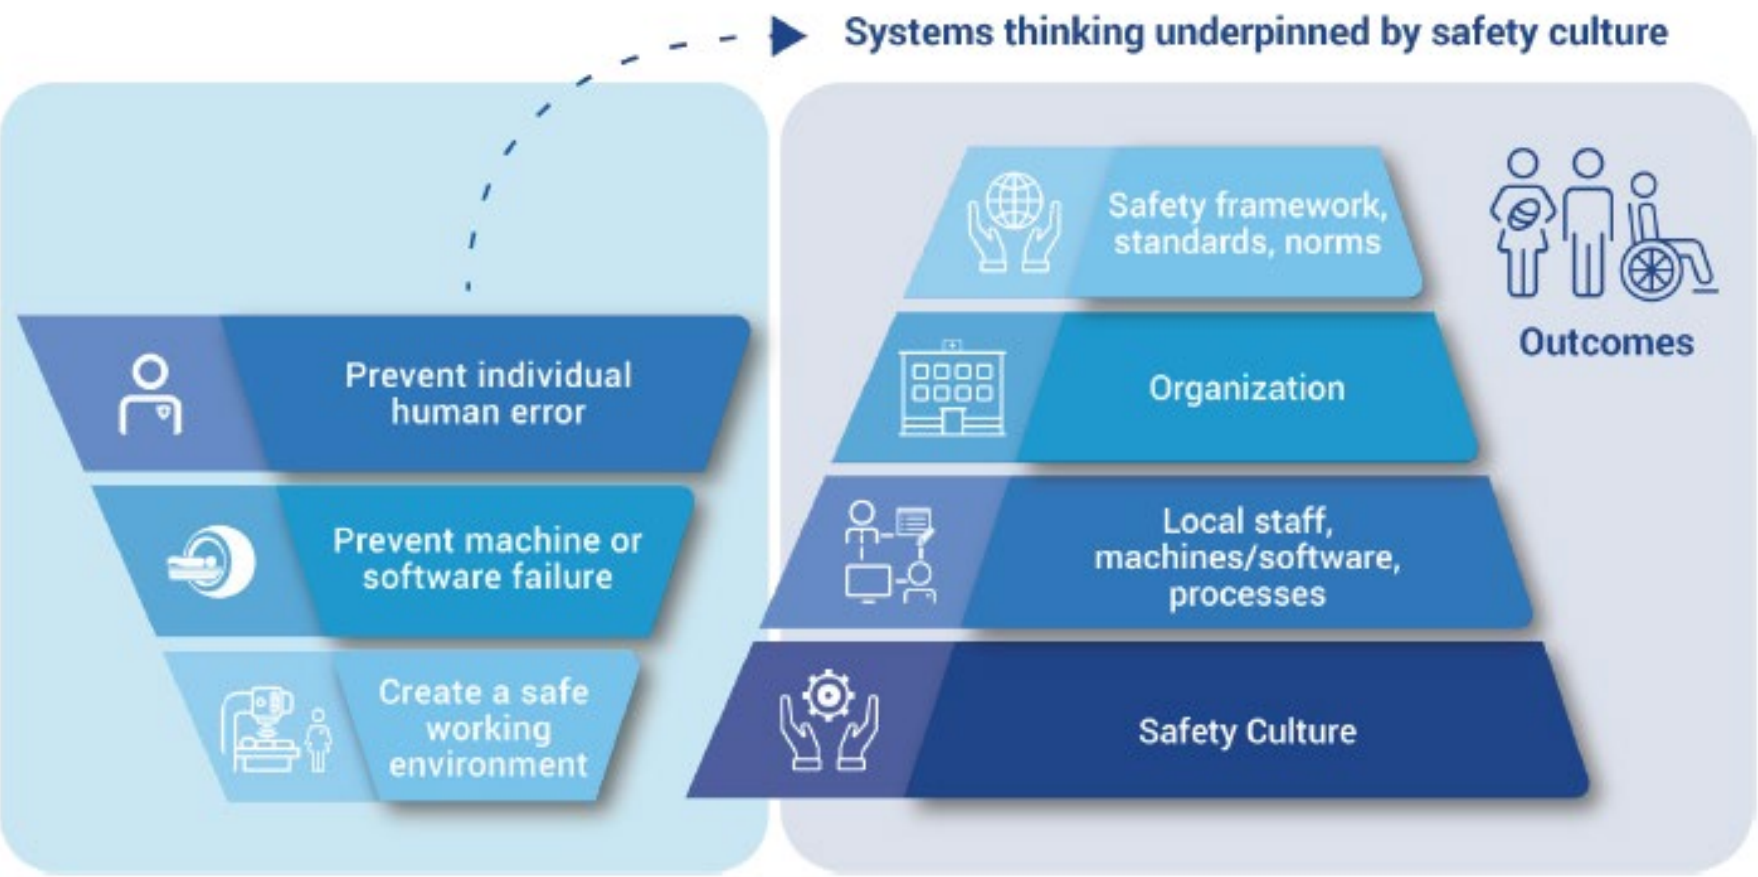 Systems thinking underpinned by safety culture
Prevent individual
human error
Prevent machine or
software failure
Create a safe
working
environment
Safety framework,
standards, norms
Organization
Local staff,
machines/software,
processes
Safety Culture
Outcomes